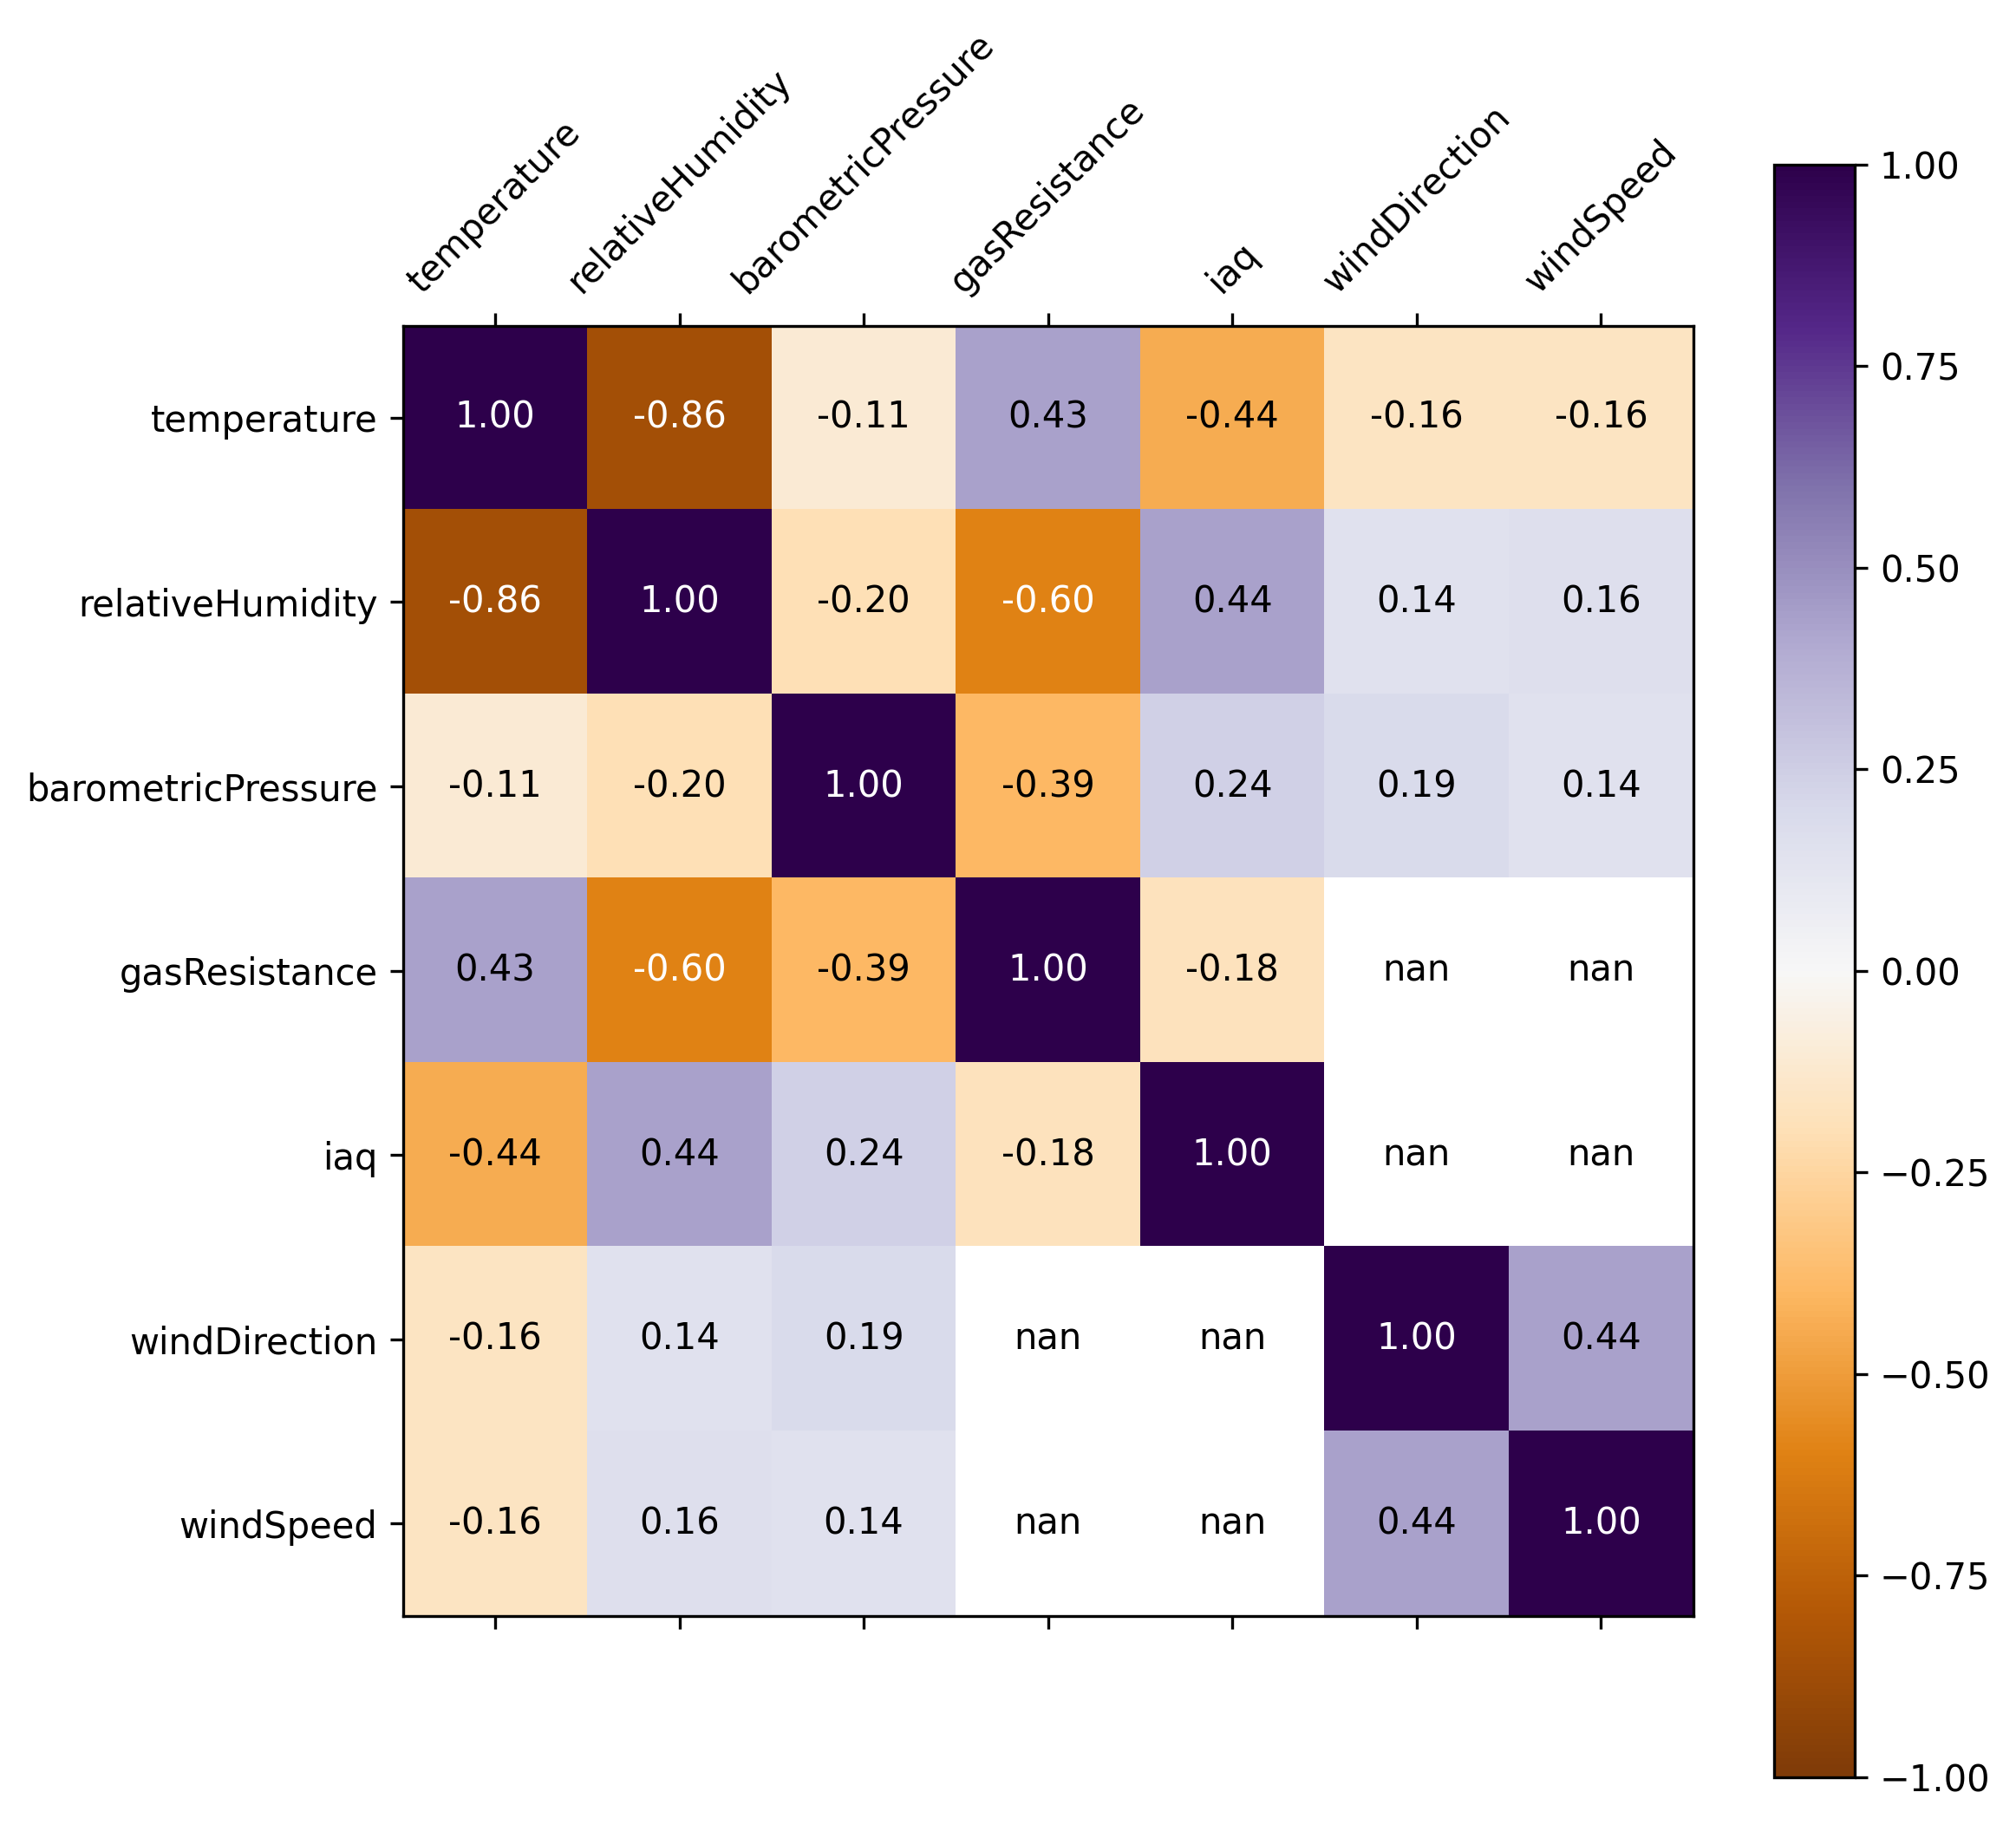 temperature relativeHumidity barometricPressure gasResistance iaq windDirection windSpeed
temperature 1.00 -0.86 -0.11 0.43 -0.44 -0.16 -0.16
relativeHumidity -0.86 1.00 -0.20 -0.60 0.44 0.14 0.16
barometricPressure -0.11 -0.20 1.00 -0.39 0.24 0.19 0.14
gasResistance 0.43 -0.60 -0.39 1.00 -0.18 nan nan
iaq -0.44 0.44 0.24 -0.18 1.00 nan nan
windDirection -0.16 0.14 0.19 nan nan 1.00 0.44
windSpeed -0.16 0.16 0.14 nan nan 0.44 1.00
1.00
0.75
0.50
0.25
0.00
−0.25
−0.50
−0.75
−1.00